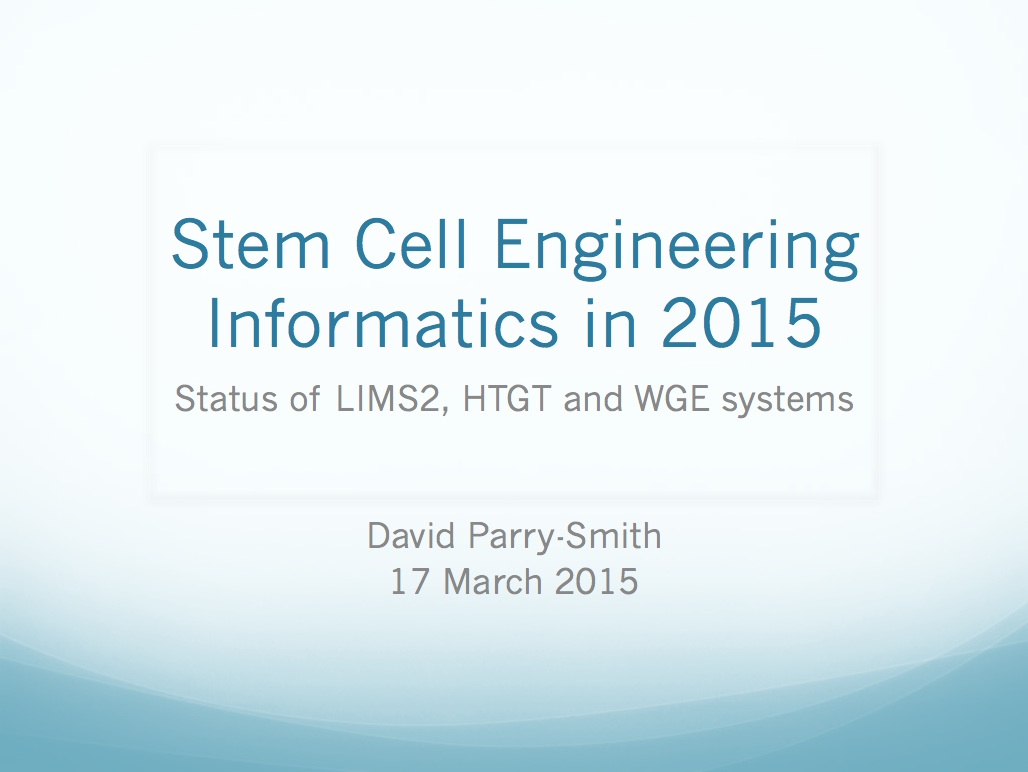 Stem Cell Engineering
Informatics in 2015
Status of LIMS2, HTGT and WGE systems
David Parry-Smith
17 March 2015